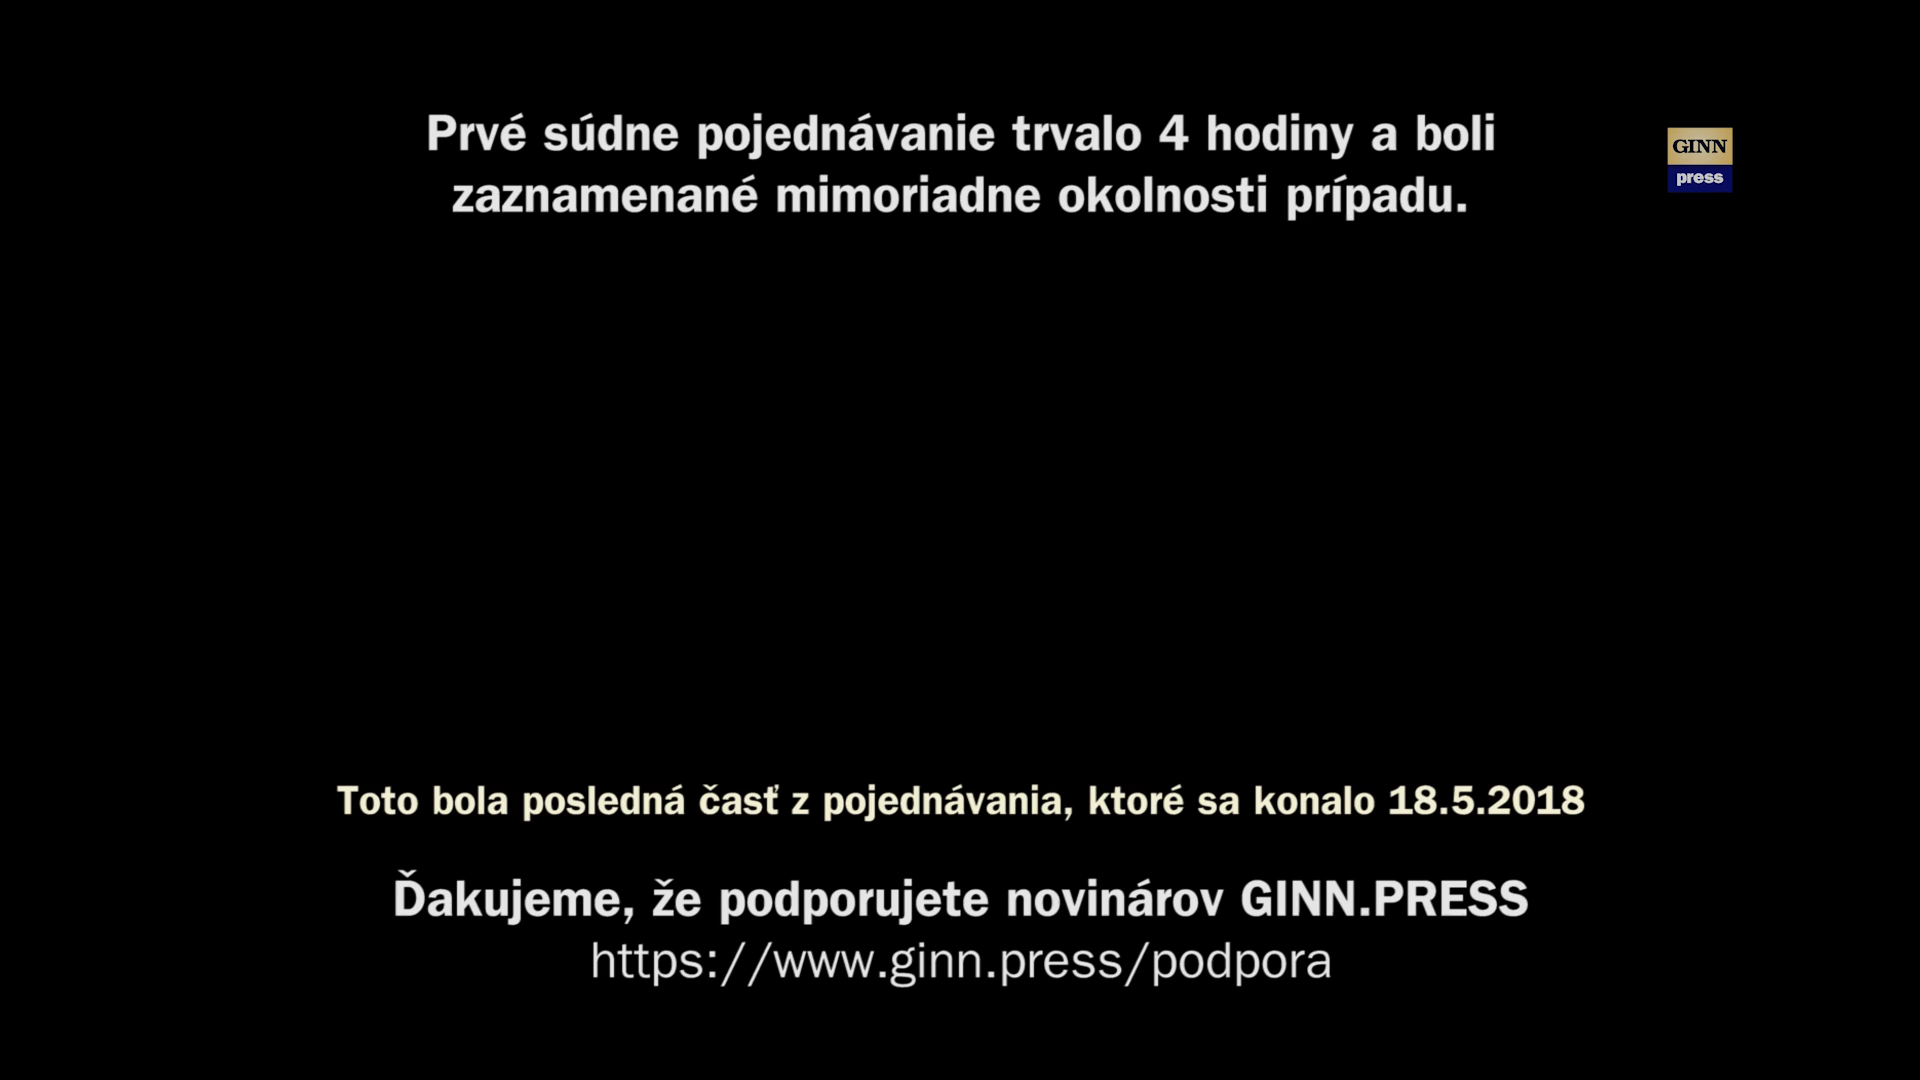 Prvé súdne pojednávanie trvalo 4 hodiny a boli
zaznamenané mimoriadne okolnosti prípadu.
GINN
press
Toto bola posledná časť z pojednávania, ktoré sa konalo 18.5.2018
Ďakujeme, že podporujete novinárov GINN.PRESS
https://www.ginn.press/podpora